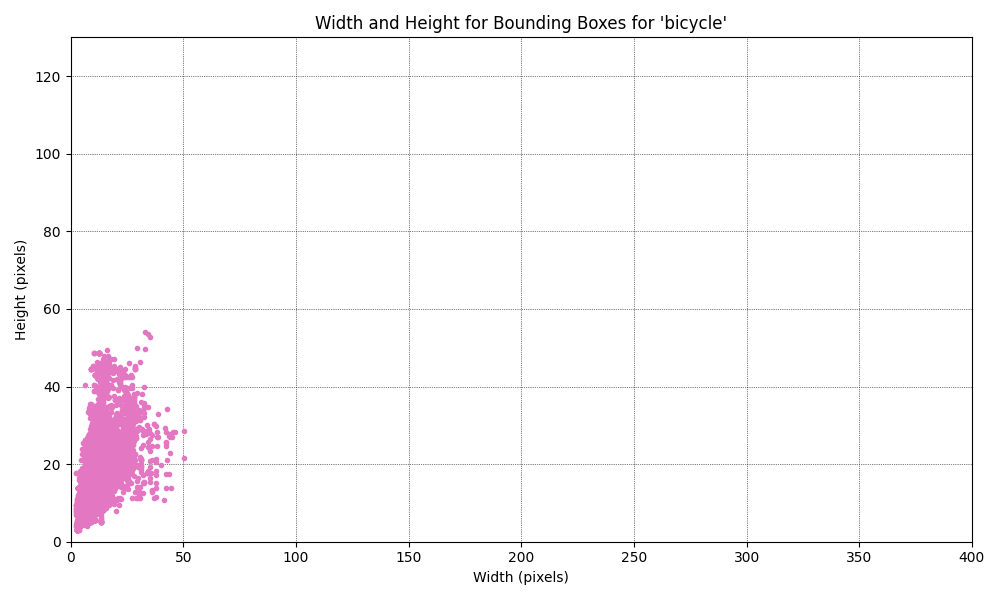 Width and Height for Bounding Boxes for 'bicycle'
120
100
80
60
40
20
0
Height (pixels)
0 50 100 150 200 250 300 350 400
Width (pixels)